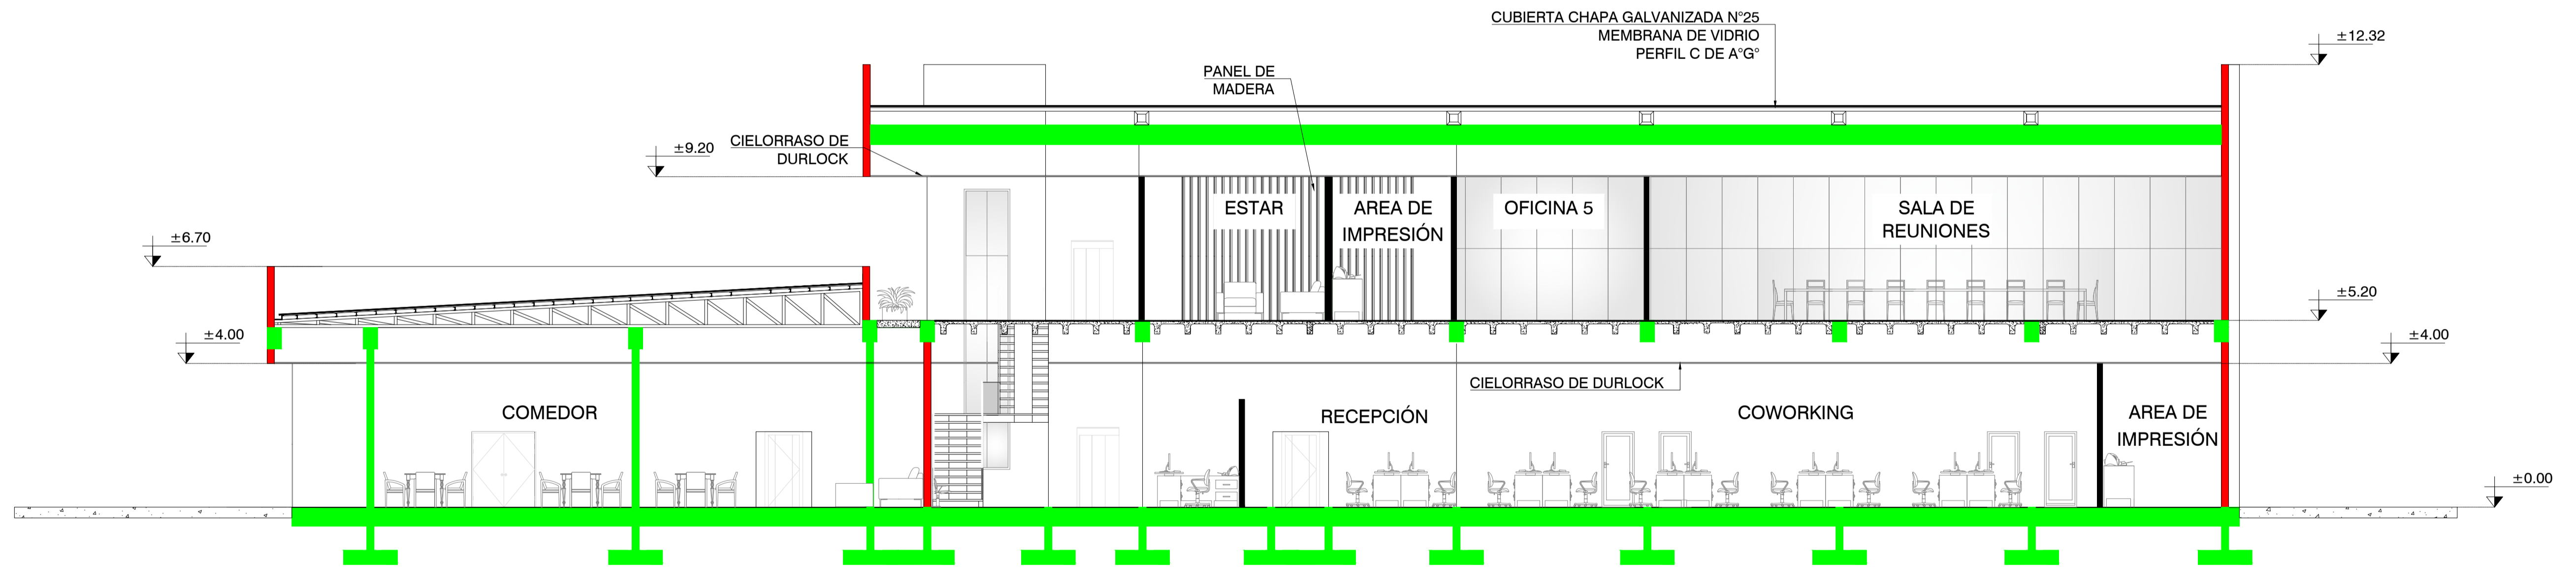 CUBIERTA CHAPA GALVANIZADA N°25
MEMBRANA DE VIDRIO
PERFIL C DE A°G°
±12.32
PANEL DE
MADERA
CIELORRASO DE
DURLOCK
±9.20
ESTAR
AREA DE
IMPRESIÓN
OFICINA 5
SALA DE
REUNIONES
±6.70
±5.20
±4.00
±4.00
CIELORRASO DE DURLOCK
COMEDOR
RECEPCIÓN
COWORKING
AREA DE
IMPRESIÓN
±0.00